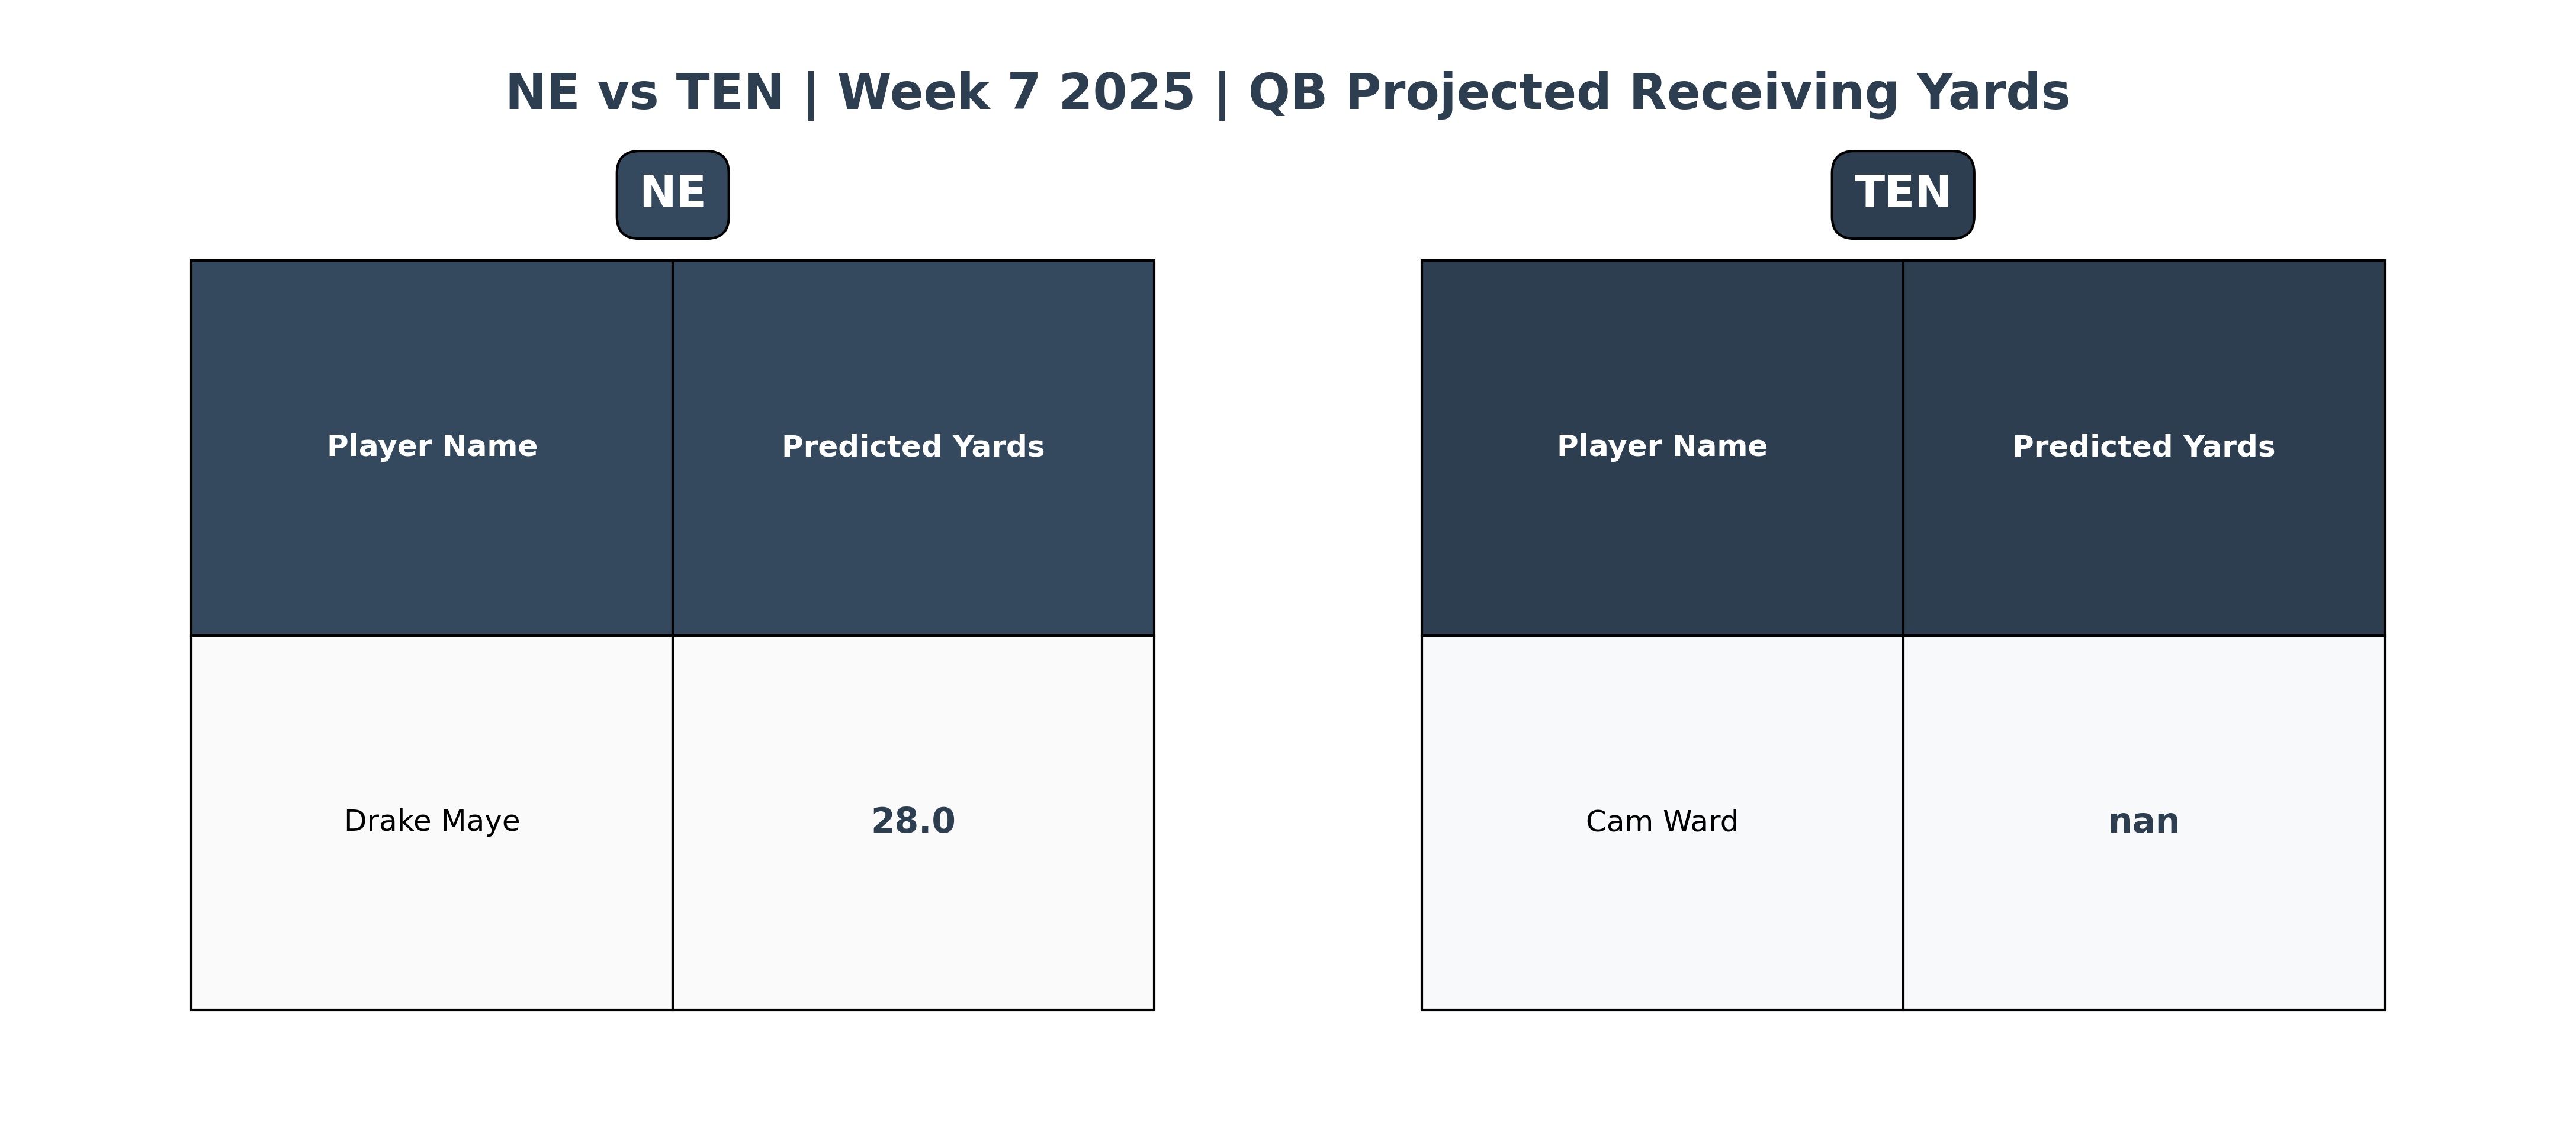 NE vs TEN | Week 7 2025 | QB Projected Receiving Yards
NE
Player Name Predicted Yards
Drake Maye 28.0
TEN
Player Name Predicted Yards
Cam Ward nan